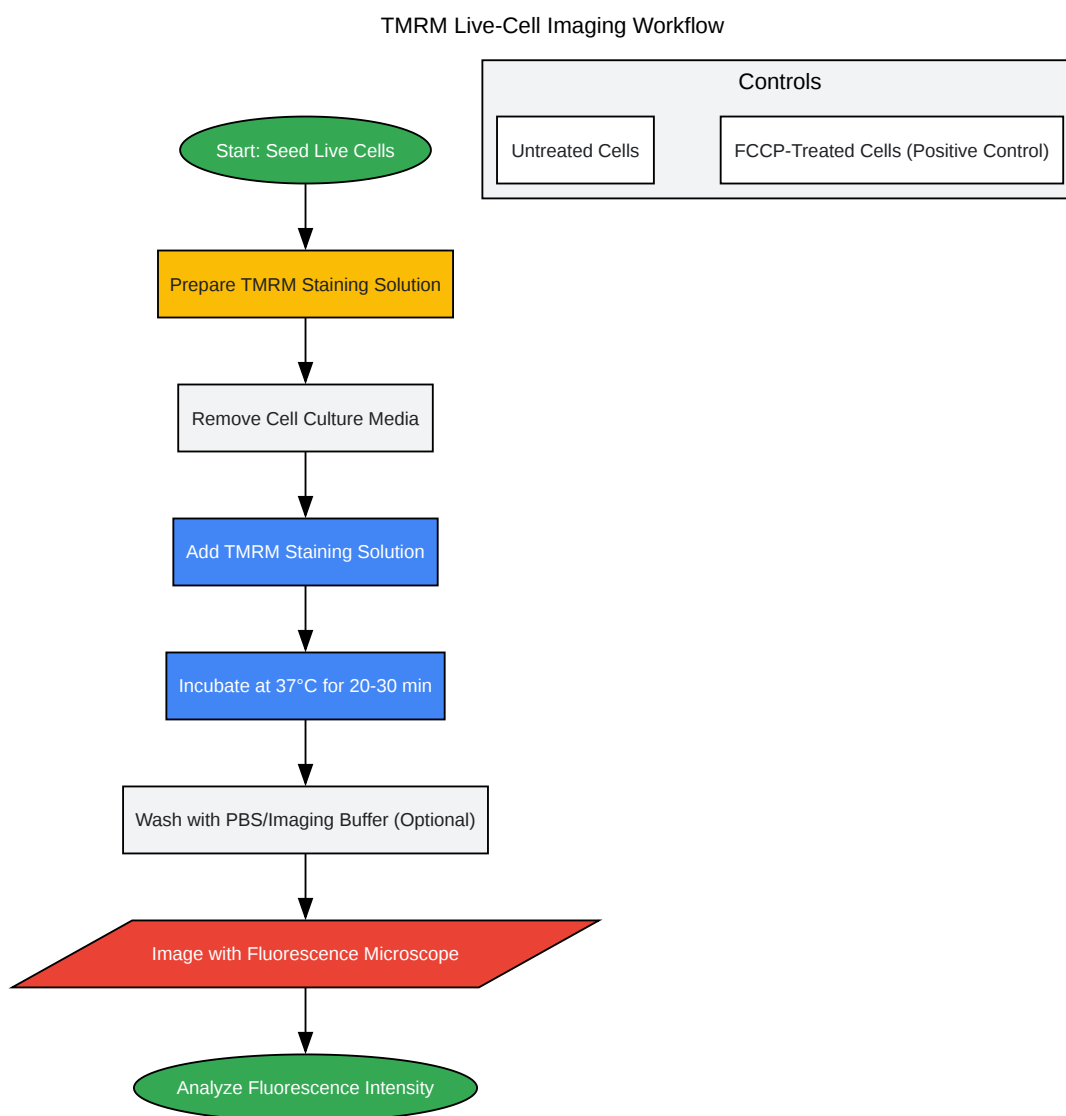 TMRM Live-Cell Imaging Workflow
Controls
Untreated Cells
FCCP-Treated Cells (Positive Control)
Start: Seed Live Cells
Prepare TMRM Staining Solution
Remove Cell Culture Media
Add TMRM Staining Solution
Incubate at 37°C for 20-30 min
Wash with PBS/Imaging Buffer (Optional)
Image with Fluorescence Microscope
Analyze Fluorescence Intensity